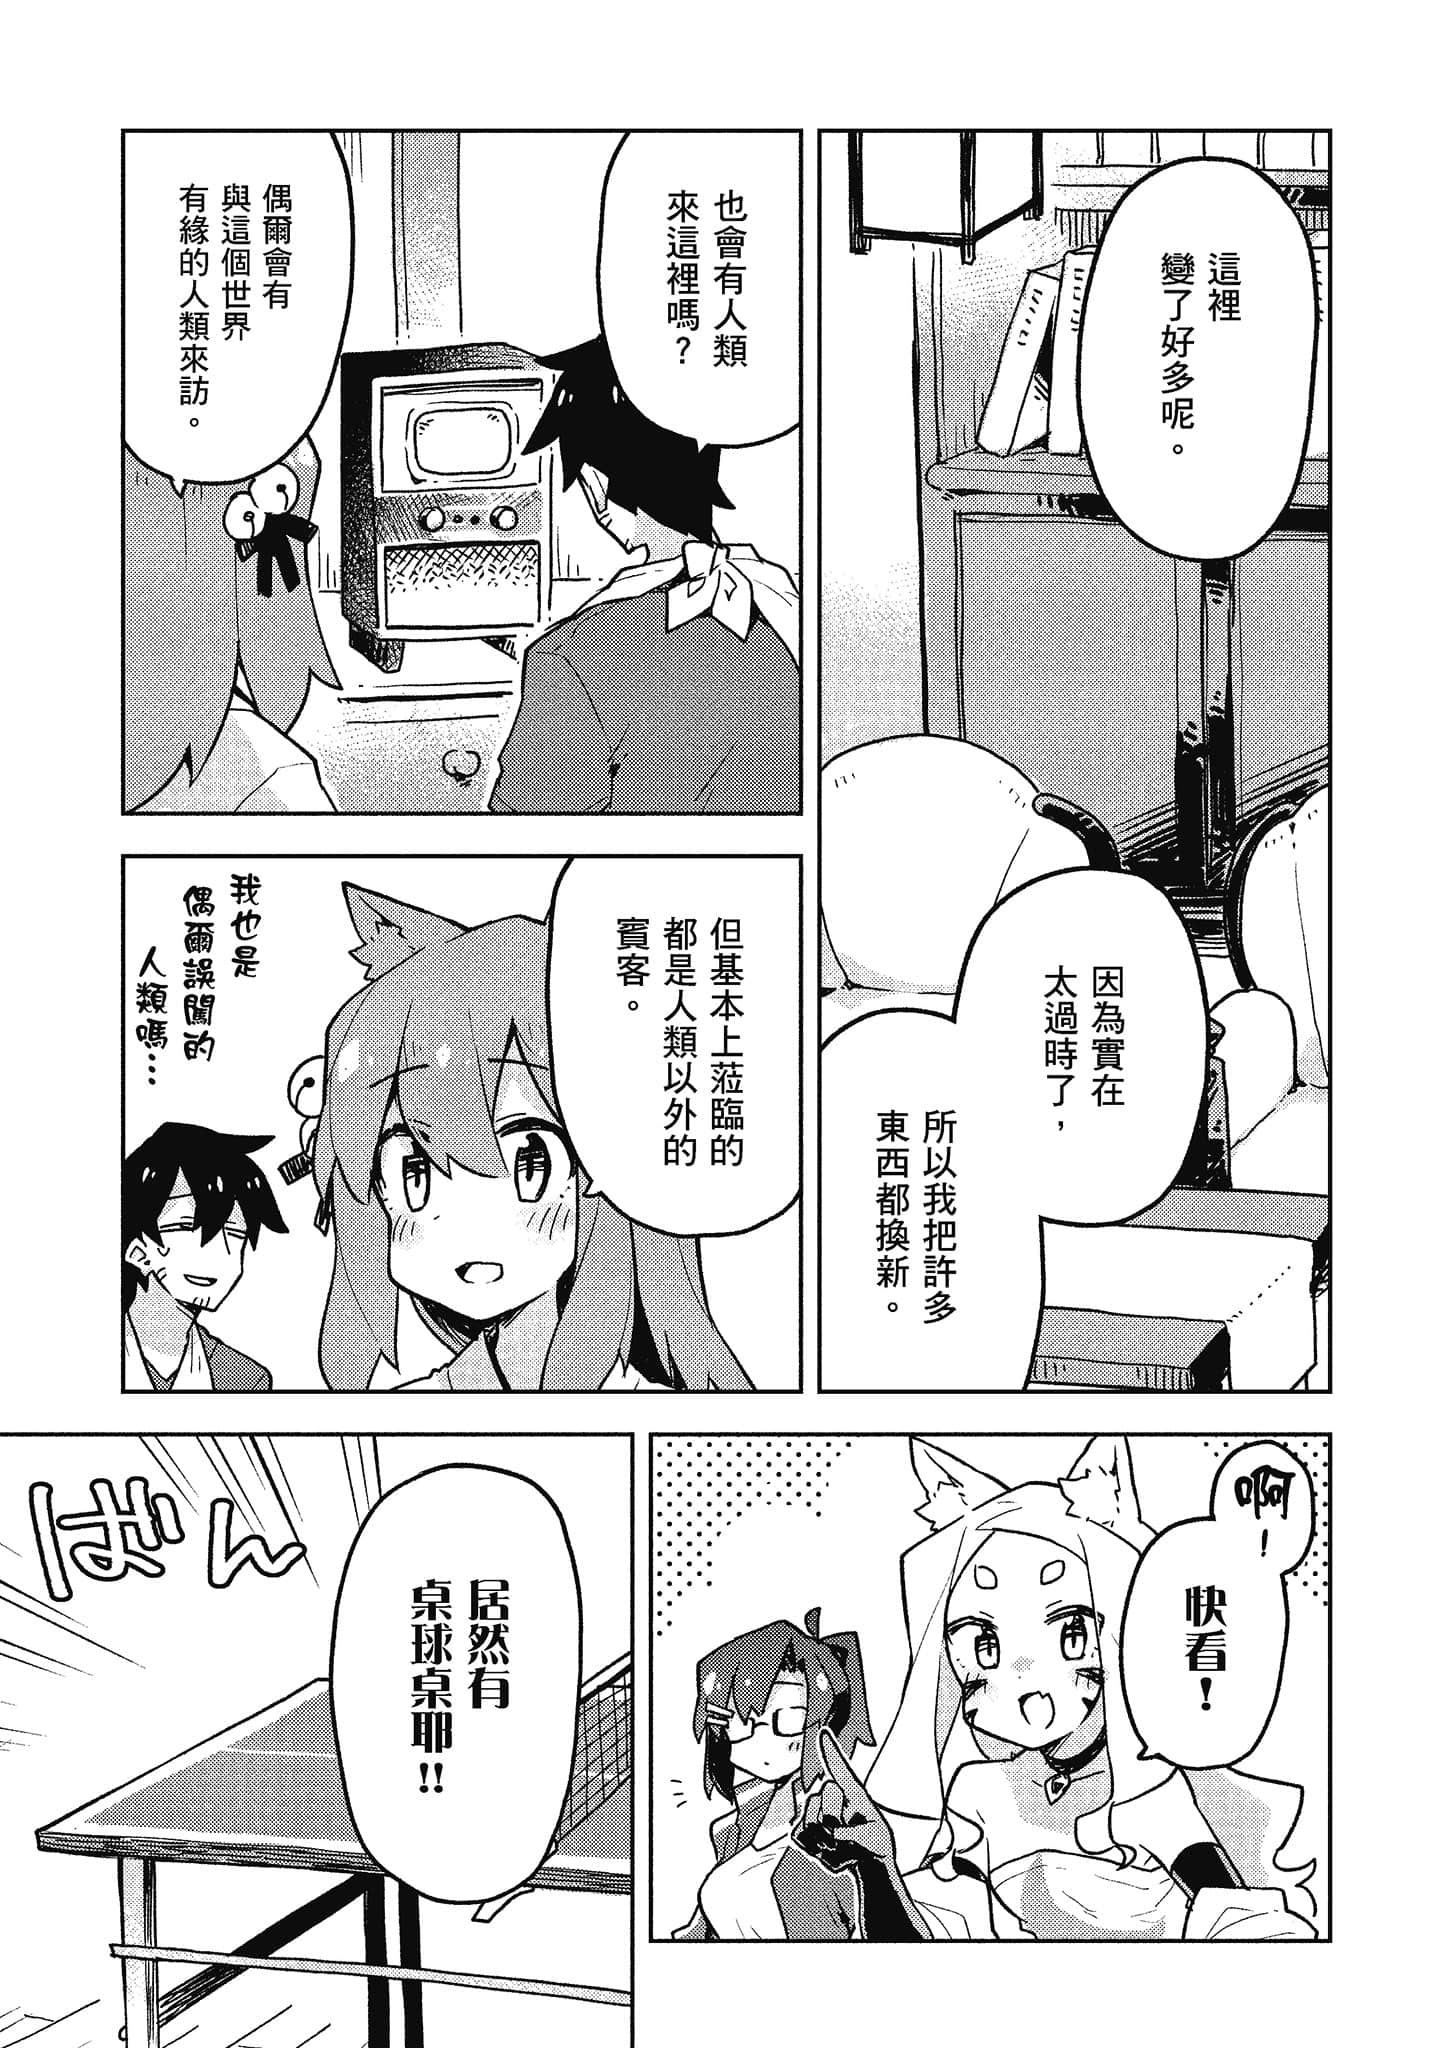 這裡
變了好多呢。
因為實在
太過時了，
所以我把許多
東西都換新。
也會有人類
來這裡嗎？
偶爾會有
與這個世界
有緣的人類來訪。
但基本上蒞臨的
都是人類以外的
賓客。
我也是
偶爾誤闖的
人類嗎…
啊！
快看！
居然有
桌球桌耶!!
ばん